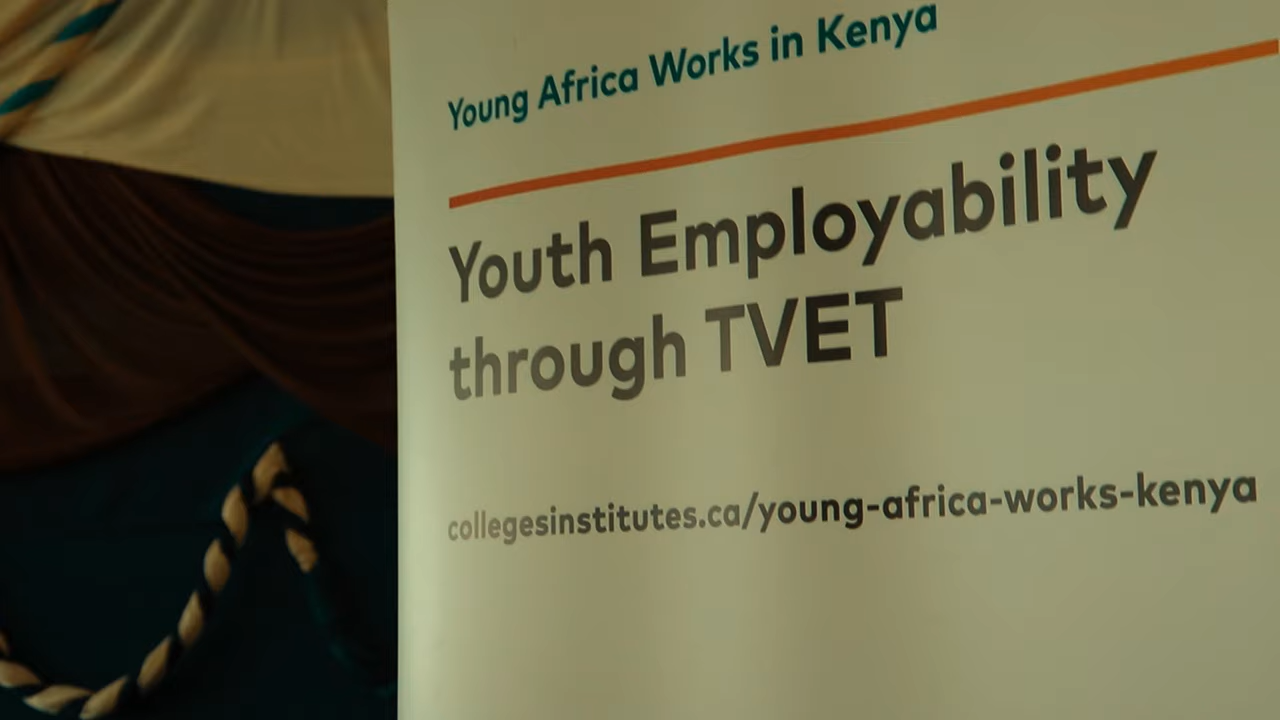 Young Africa Works in Kenya
Youth Employability
through TVET
collegesinstitutes.ca/young-africa-works-kenya